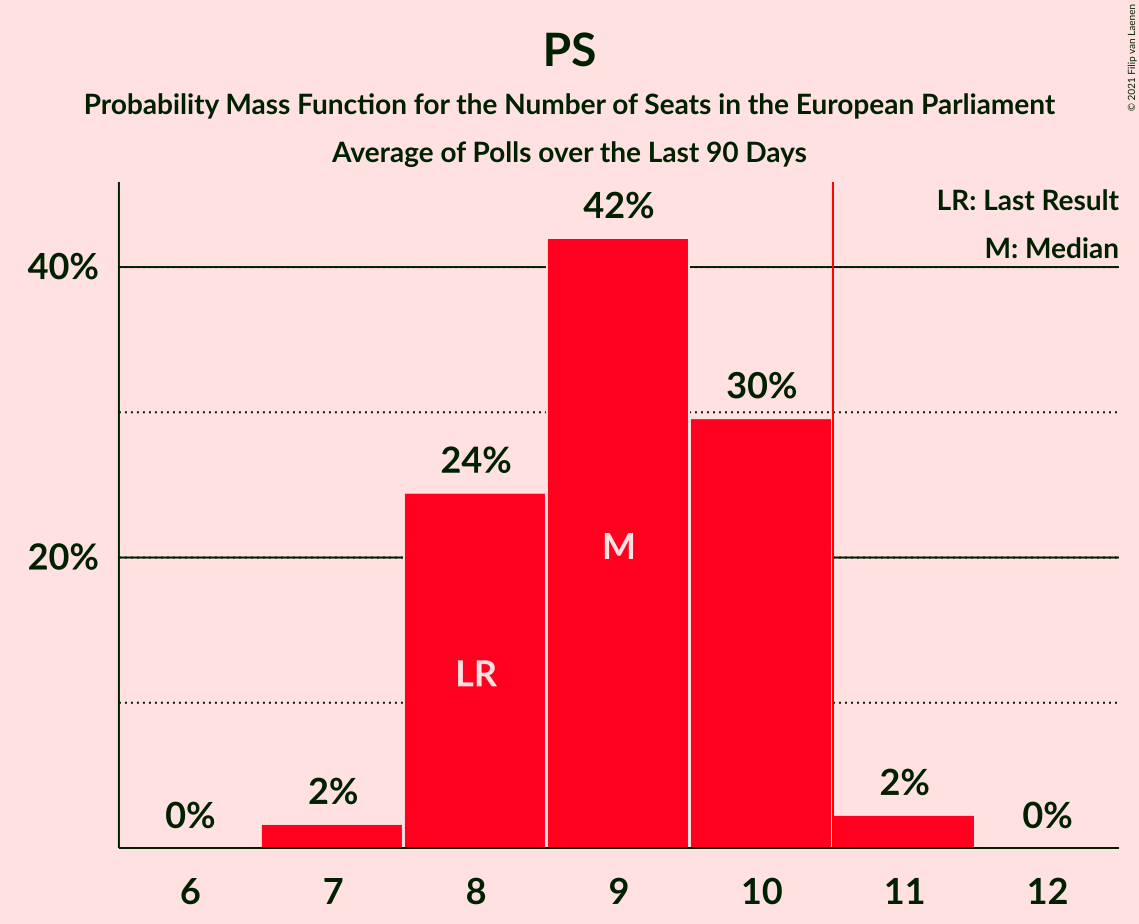 PS
Probability Mass Function for the Number of Seats in the European Parliament
Average of Polls over the Last 90 Days
© 2021 Filip van Laenen
LR: Last Result
M: Median
42%
40%
30%
24%
20%
M
LR
2%
2%
0%
0%
6 7 8 9 10 11 12